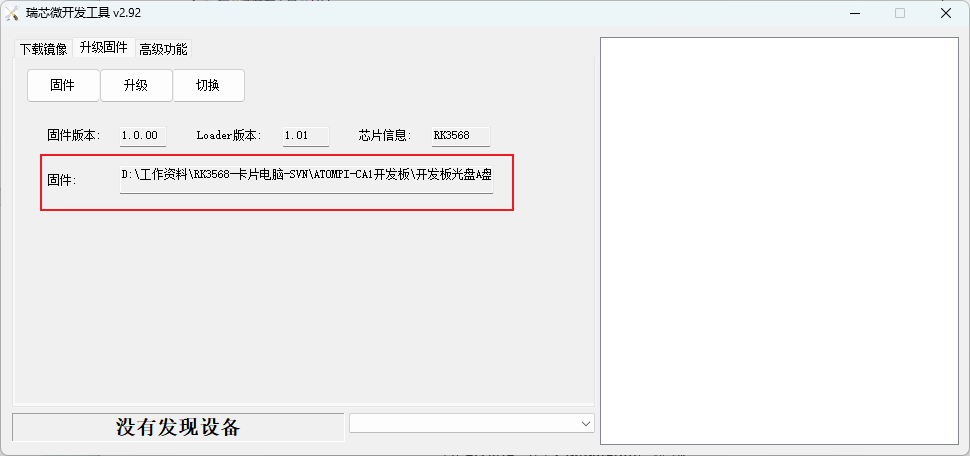 瑞芯微开发工具 v2.92
下载镜像 升级固件 高级功能
固件 升级 切换
固件版本: 1.0.00 Loader版本: 1.01 芯片信息: RK3568
固件: D:\工作资料\RK3568-卡片电脑-SVN\ATOMPI-CA1开发板\开发板光盘A盘
没有发现设备